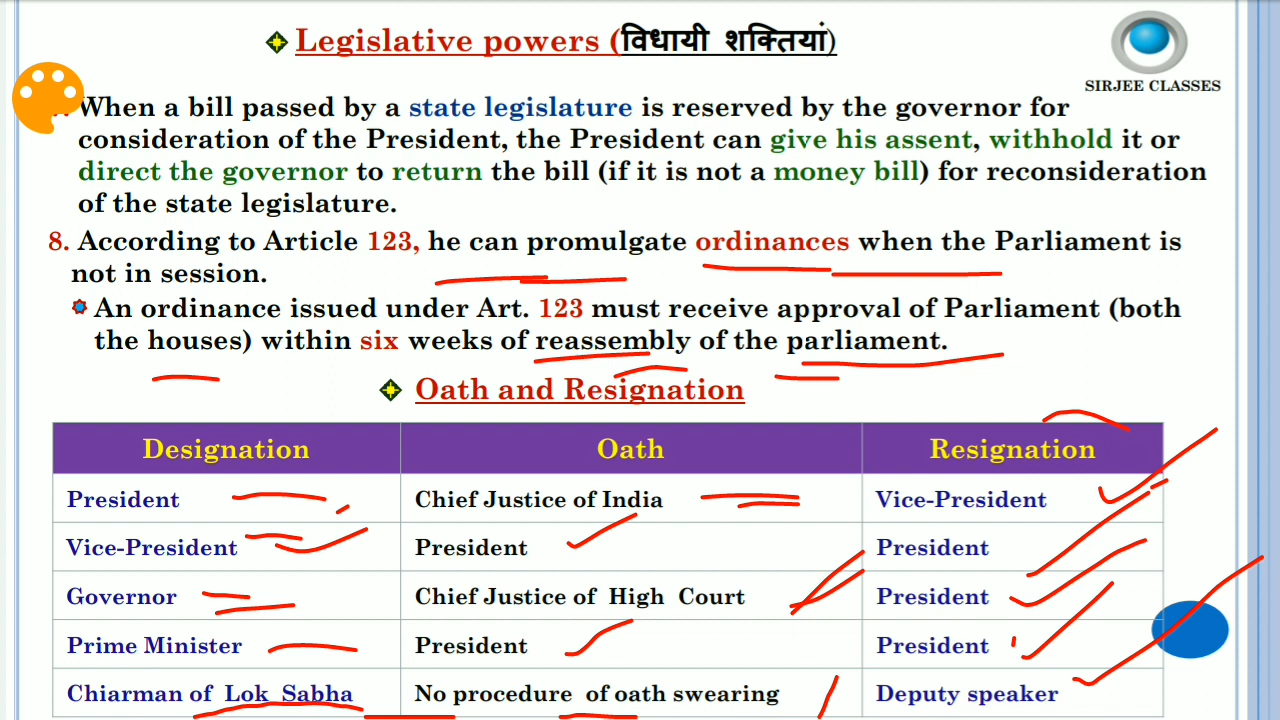 Legislative powers (विधायी शक्तियां)
SIRJEE CLASSES
When a bill passed by a state legislature is reserved by the governor for
consideration of the President, the President can give his assent, withhold it or
direct the governor to return the bill (if it is not a money bill) for reconsideration
of the state legislature.
8. According to Article 123, he can promulgate ordinances when the Parliament is
not in session.
An ordinance issued under Art. 123 must receive approval of Parliament (both
the houses) within six weeks of reassembly of the parliament.
Oath and Resignation
Designation Oath Resignation
President Chief Justice of India Vice-President
Vice-President President President
Governor Chief Justice of High Court President
Prime Minister President President
Chiarman of Lok Sabha No procedure of oath swearing Deputy speaker